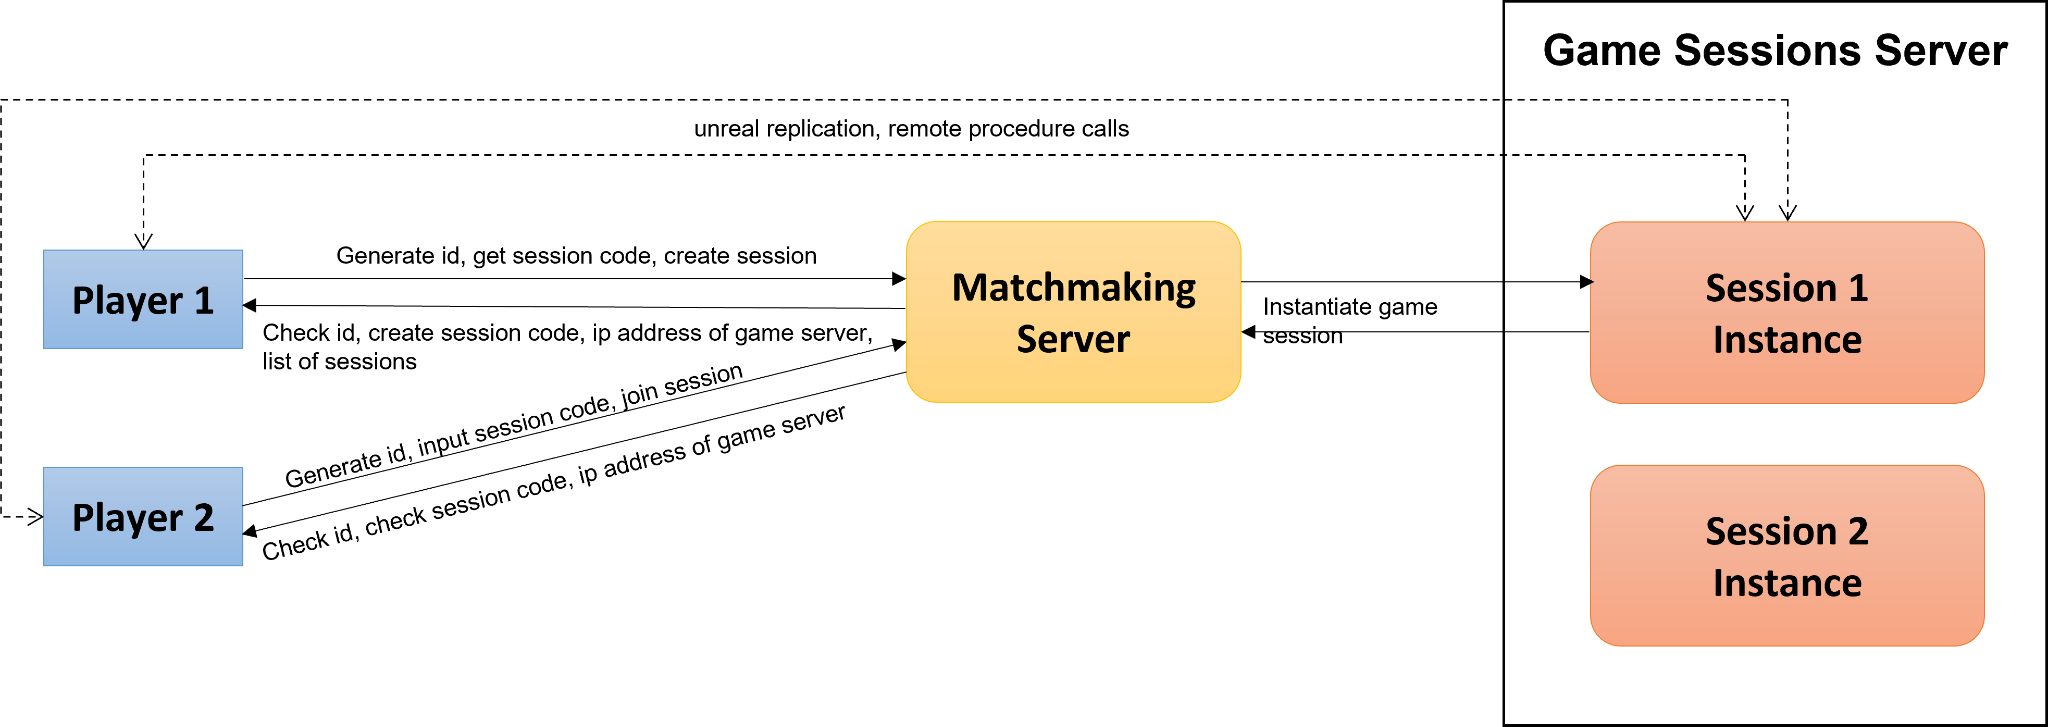 Game Sessions Server
unreal replication, remote procedure calls
Generate id, get session code, create session
Player 1
Check id, create session code, ip address of game server,
list of sessions
Matchmaking
Server
Instantiate game
session
Session 1
Instance
Generate id, input session code, join session
Check id, check session code, ip address of game server
Player 2
Session 2
Instance